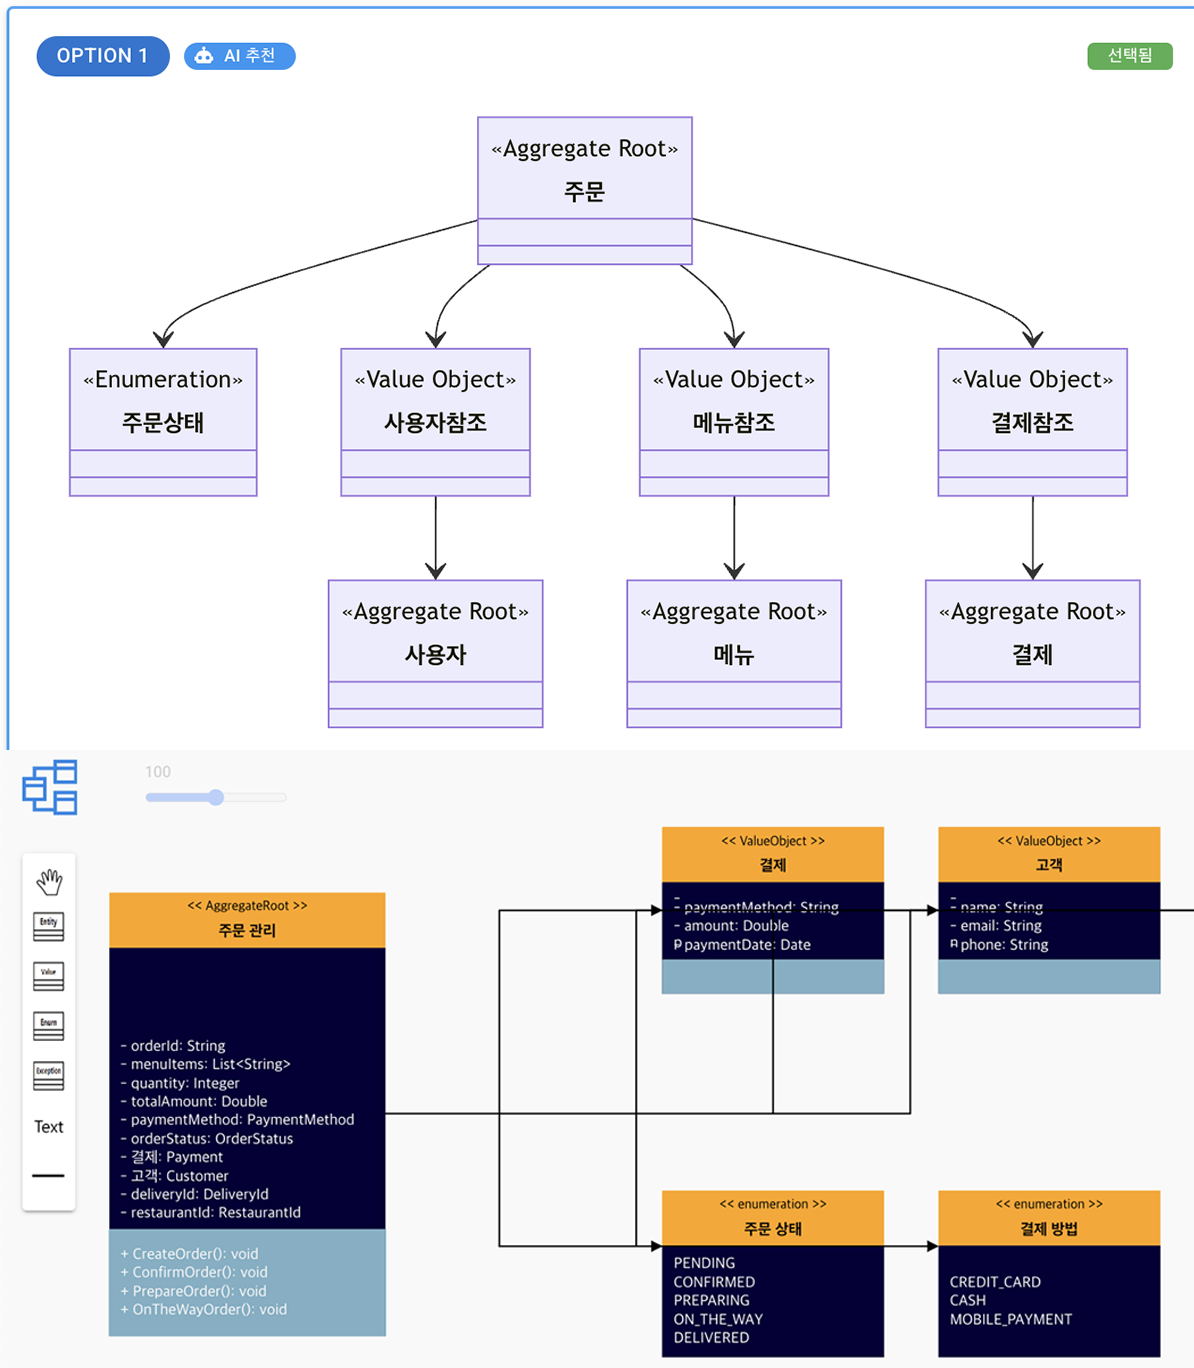 OPTION 1
AI 추천
선택됨
«Aggregate Root»
주문
«Enumeration»
주문상태
«Value Object»
사용자참조
«Value Object»
메뉴참조
«Value Object»
결제참조
«Aggregate Root»
사용자
«Aggregate Root»
메뉴
«Aggregate Root»
결제
100
Entity
Value
Enum
Exception
Text
<< AggregateRoot >>
주문 관리
- orderId: String
- menuItems: List<String>
- quantity: Integer
- totalAmount: Double
- paymentMethod: PaymentMethod
- orderStatus: OrderStatus
- 결제: Payment
- 고객: Customer
- deliveryId: DeliveryId
- restaurantId: RestaurantId
+ CreateOrder(): void
+ ConfirmOrder(): void
+ PrepareOrder(): void
+ OnTheWayOrder(): void
<< ValueObject >>
결제
- paymentMethod: String
- amount: Double
paymentDate: Date
<< ValueObject >>
고객
- name: String
- email: String
phone: String
<< enumeration >>
주문 상태
PENDING
CONFIRMED
PREPARING
ON_THE_WAY
DELIVERED
<< enumeration >>
결제 방법
CREDIT_CARD
CASH
MOBILE_PAYMENT